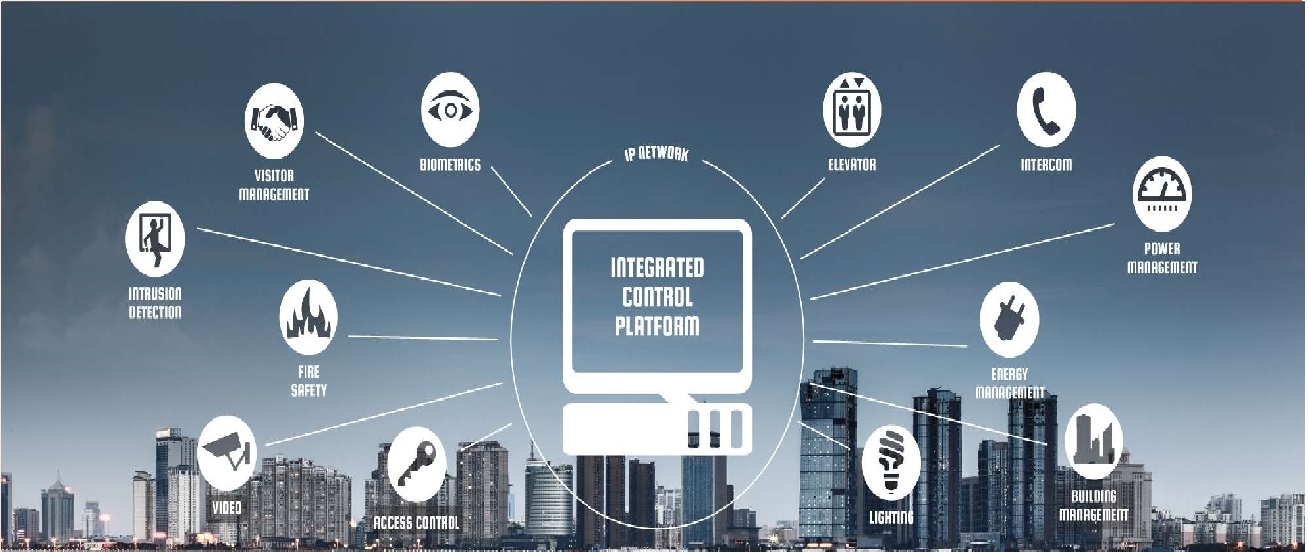 IP NETWORK
INTEGRATED
CONTROL
PLATFORM
VISITOR
MANAGEMENT
BIOMETRICS
INTRUSION
DETECTION
FIRE
SAFETY
VIDEO
ACCESS CONTROL
ELEVATOR
INTERCOM
POWER
MANAGEMENT
ENERGY
MANAGEMENT
LIGHTING
BUILDING
MANAGEMENT